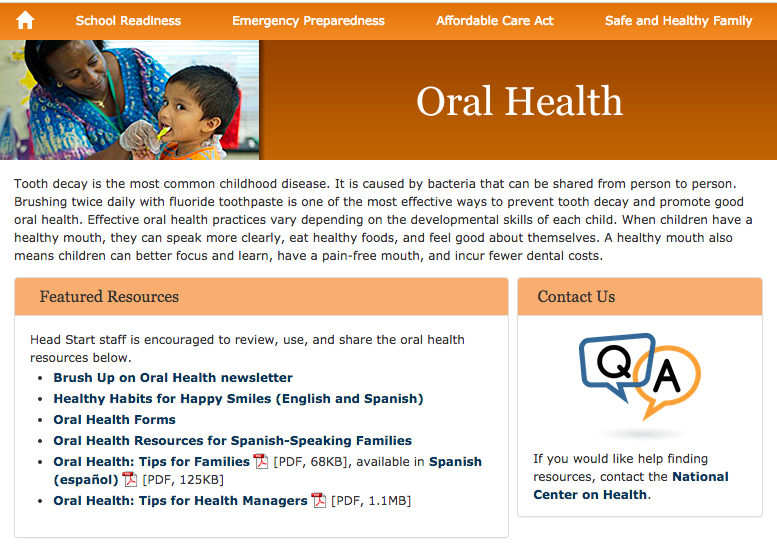 School Readiness Emergency Preparedness Affordable Care Act Safe and Healthy Family
Oral Health
Tooth decay is the most common childhood disease. It is caused by bacteria that can be shared from person to person.
Brushing twice daily with fluoride toothpaste is one of the most effective ways to prevent tooth decay and promote good
oral health. Effective oral health practices vary depending on the developmental skills of each child. When children have a
healthy mouth, they can speak more clearly, eat healthy foods, and feel good about themselves. A healthy mouth also
means children can better focus and learn, have a pain-free mouth, and incur fewer dental costs.
Featured Resources
Head Start staff is encouraged to review, use, and share the oral health
resources below.
• Brush Up on Oral Health newsletter
• Healthy Habits for Happy Smiles (English and Spanish)
• Oral Health Forms
• Oral Health Resources for Spanish-Speaking Families
• Oral Health: Tips for Families [PDF, 68KB], available in Spanish
(español) [PDF, 125KB]
• Oral Health: Tips for Health Managers [PDF, 1.1MB]
Contact Us
Q A
If you would like help finding
resources, contact the National
Center on Health.